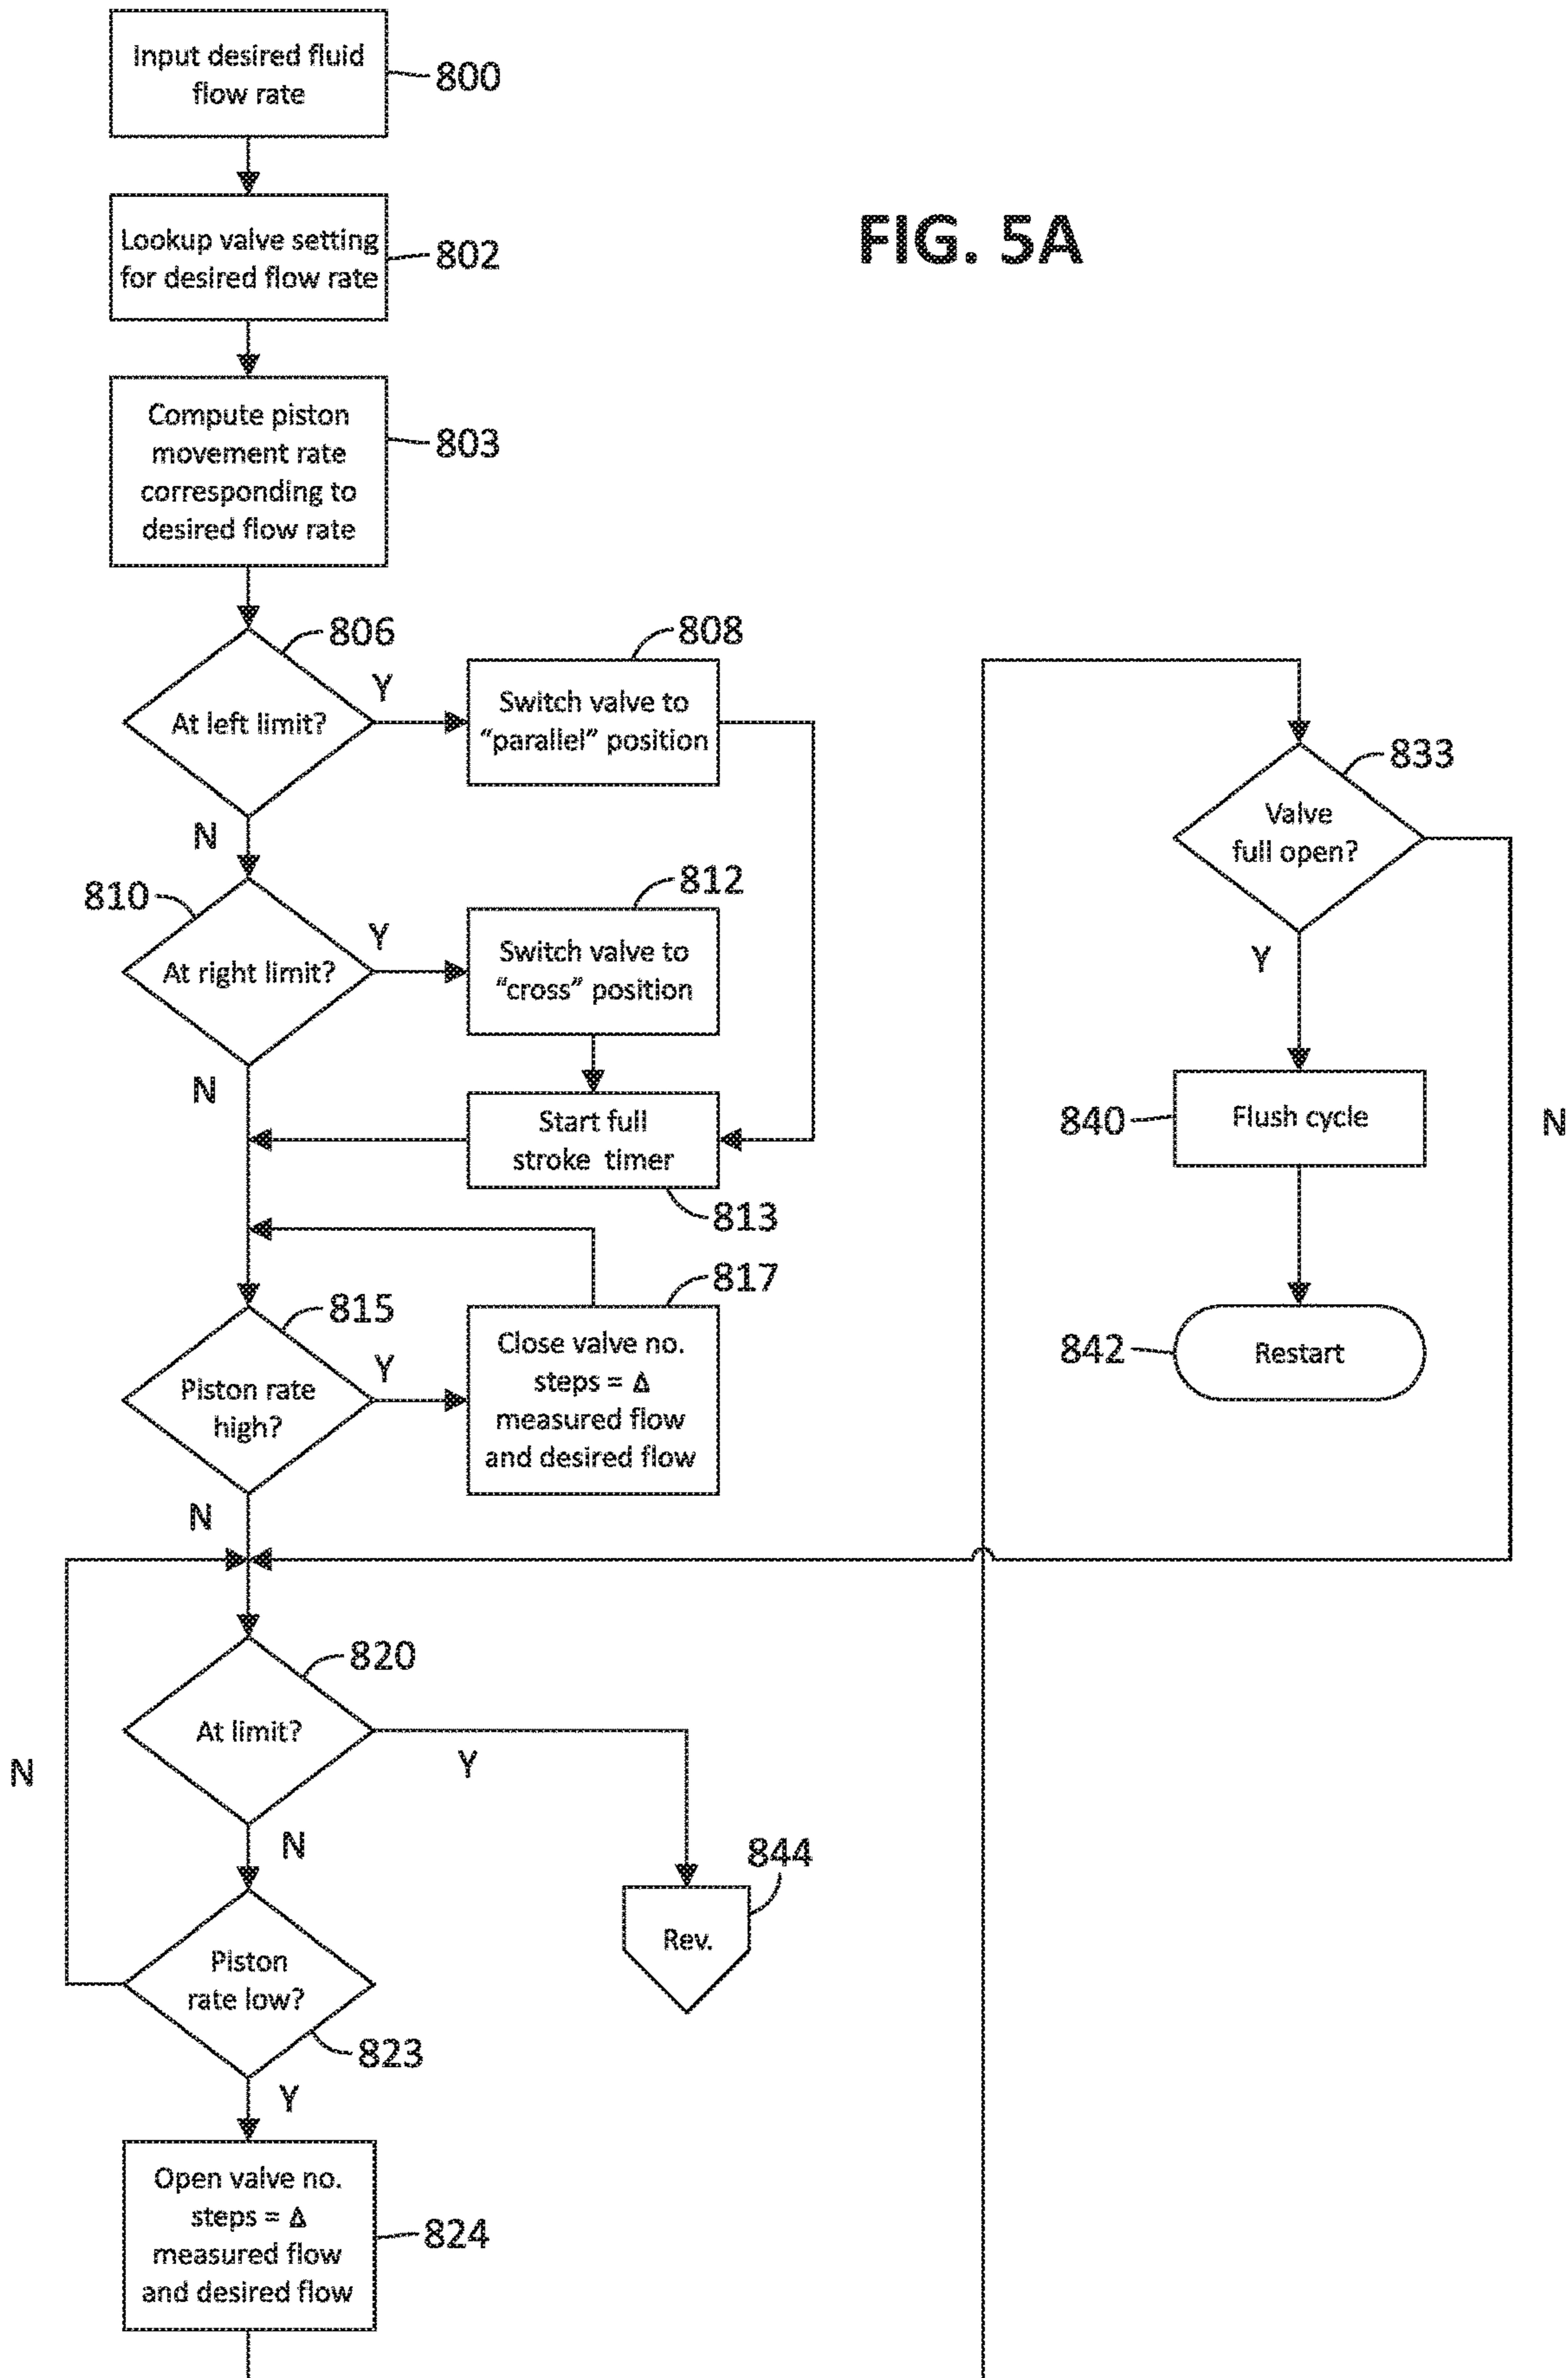 Input desired fluid
flow rate
800
Lookup valve setting
for desired flow rate
802
FIG. 5A
Compute piston
movement rate
corresponding to
desired flow rate
803
At left limit?
806
Y
N
Switch valve to
“parallel” position
808
At right limit?
810
Y
N
Switch valve to
“cross” position
812
Start full
stroke timer
813
Piston rate
high?
815
Y
N
Close valve no.
steps = Δ
measured flow
and desired flow
817
At limit?
820
Y
N
Rev.
844
Piston
rate low?
823
N
Y
Open valve no.
steps = Δ
measured flow
and desired flow
824
Valve
full open?
833
Y
N
Flush cycle
840
Restart
842